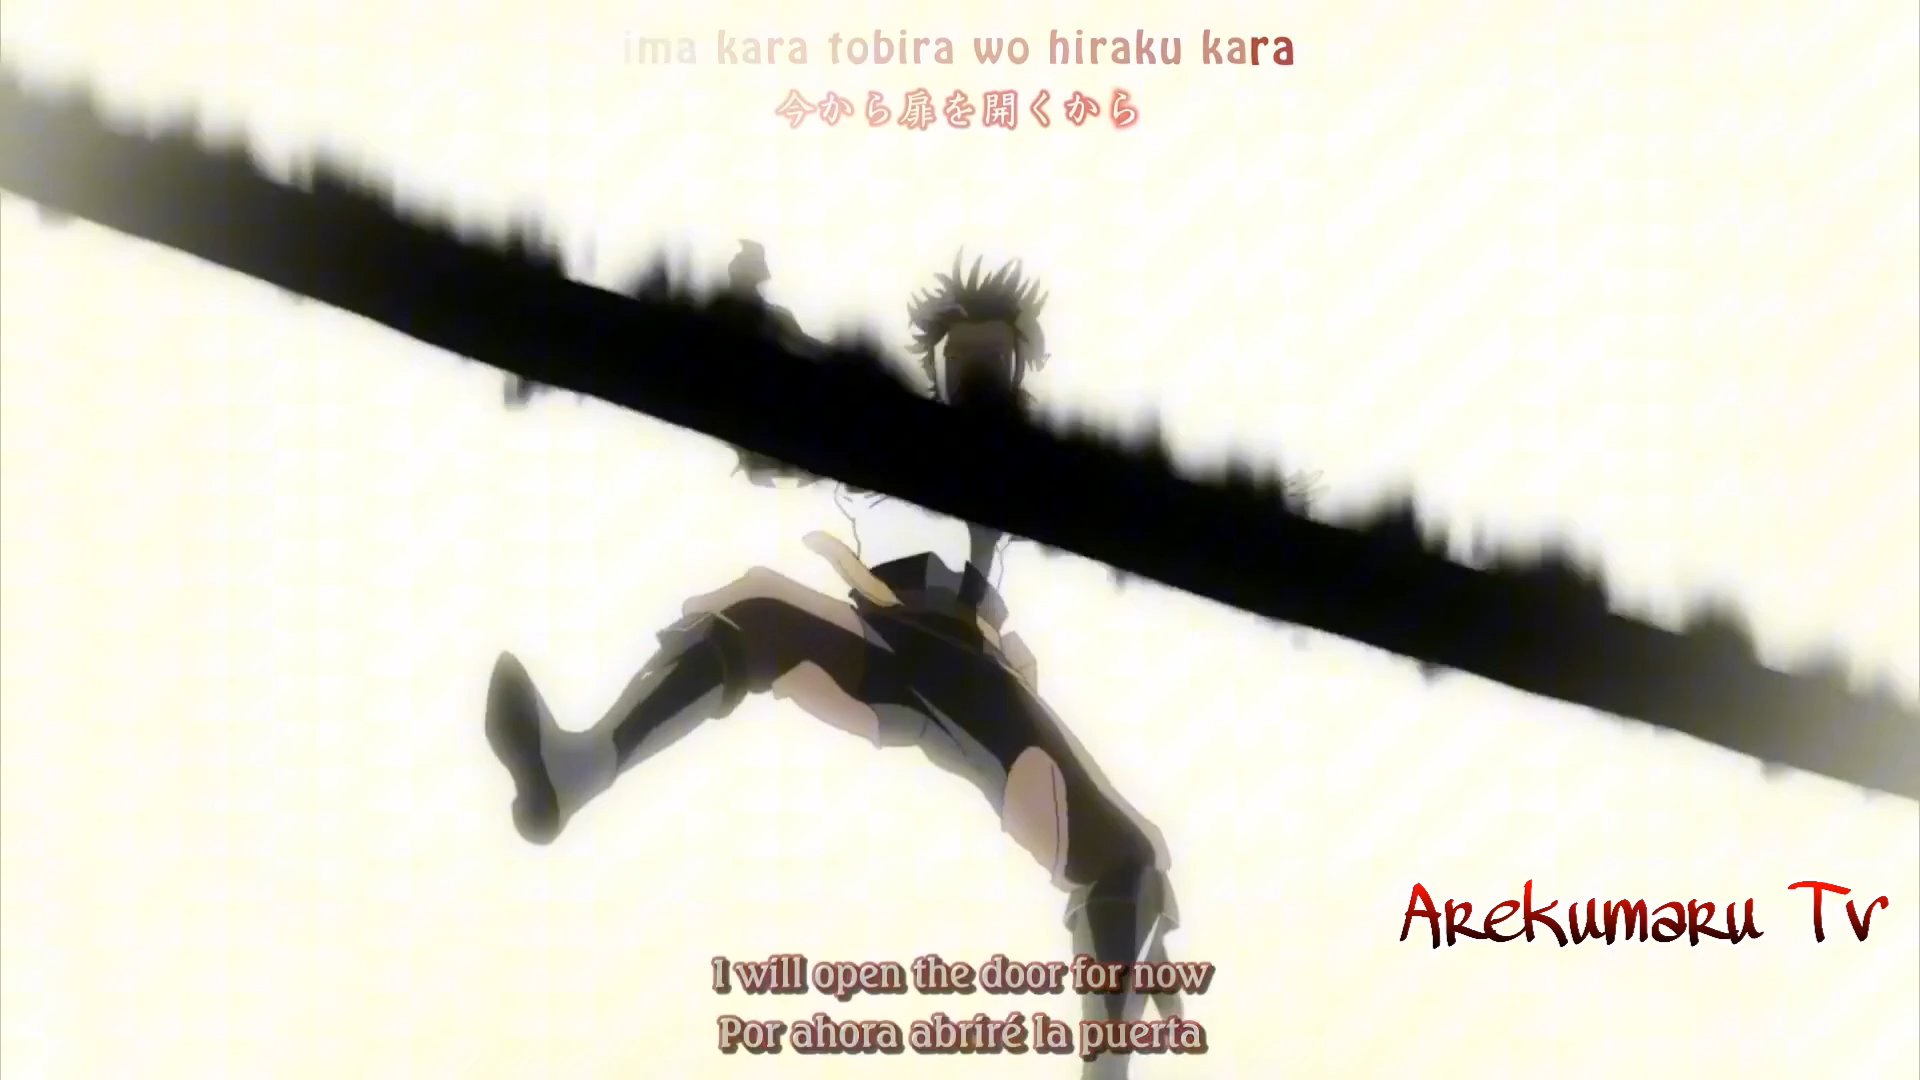 ima kara tobira wo hiraku kara
今から扉を開くから
Arekumaru Tv
I will open the door for now
Por ahora abriré la puerta